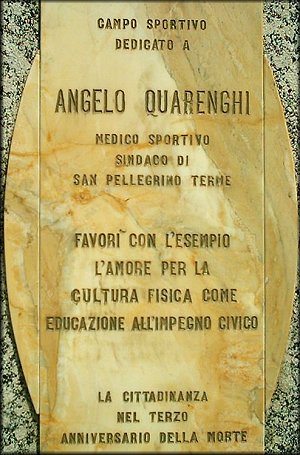 CAMPO SPORTIVO
DEDICATO A
ANGELO QUARENGHI
MEDICO SPORTIVO
SINDACO DI
SAN PELLEGRINO TERME
FAVORÌ CON L'ESEMPIO
L'AMORE PER LA
CULTURA FISICA COME
EDUCAZIONE ALL'IMPEGNO CIVICO
LA CITTADINANZA
NEL TERZO
ANNIVERSARIO DELLA MORTE